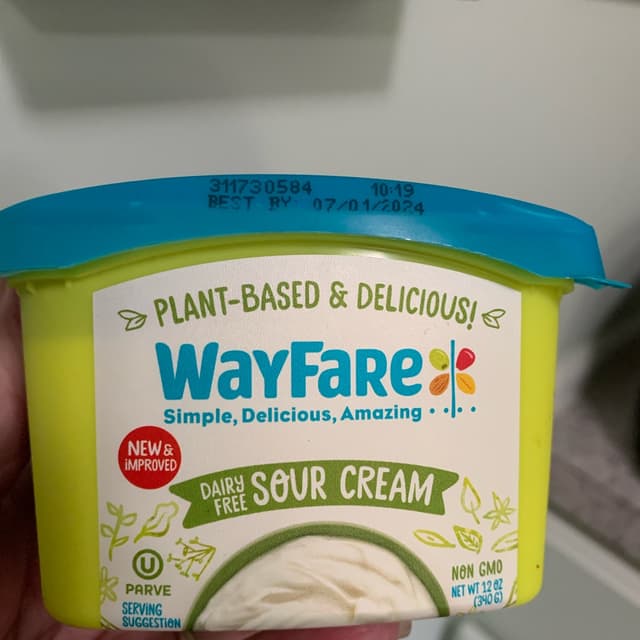 311730584 10:19
BEST BY 07/01/2024
PLANT-BASED & DELICIOUS!
WAYFARE
Simple, Delicious, Amazing
NEW &
IMPROVED
DAIRY
FREE
SOUR CREAM
U
PARVE
SERVING
SUGGESTION
NON GMO
NET WT 12 OZ
(340 G)